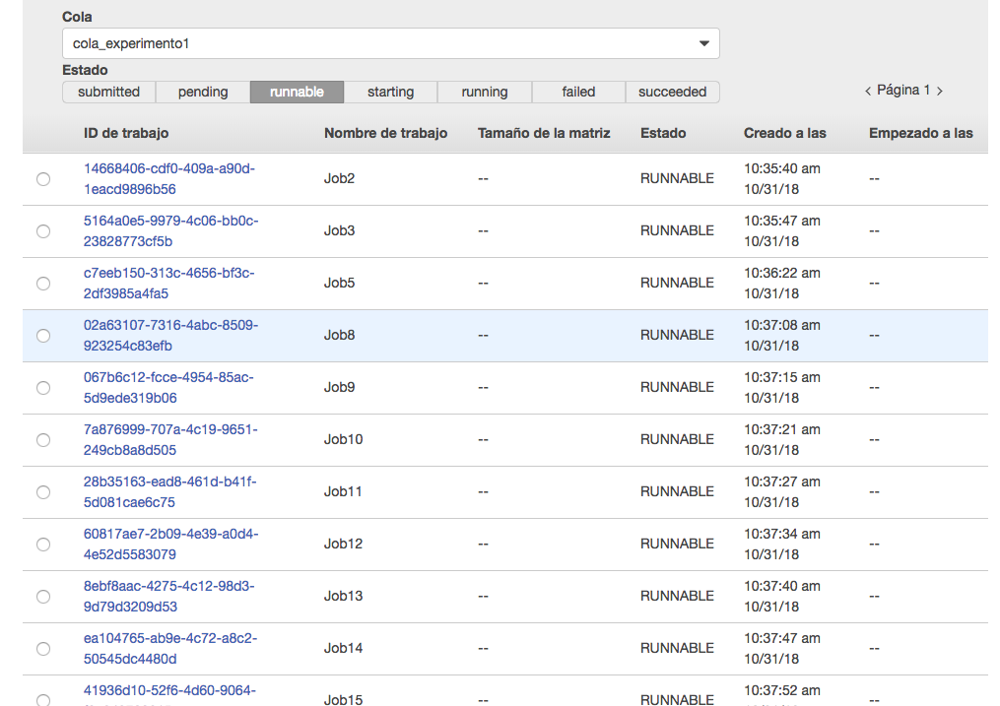 Cola
cola_experimento1
Estado
submitted pending runnable starting running failed succeeded
< Página 1 >
ID de trabajo Nombre de trabajo Tamaño de la matriz Estado Creado a las Empezado a las
14668406-cdf0-409a-a90d-
1eacd9896b56
Job2 -- RUNNABLE
10:35:40 am
10/31/18
--
5164a0e5-9979-4c06-bb0c-
23828773cf5b
Job3 -- RUNNABLE
10:35:47 am
10/31/18
--
c7eeb150-313c-4656-bf3c-
2df3985a4fa5
Job5 -- RUNNABLE
10:36:22 am
10/31/18
--
02a63107-7316-4abc-8509-
923254c83efb
Job8 -- RUNNABLE
10:37:08 am
10/31/18
--
067b6c12-fcce-4954-85ac-
5d9ede319b06
Job9 -- RUNNABLE
10:37:15 am
10/31/18
--
7a876999-707a-4c19-9651-
249cb8a8d505
Job10 -- RUNNABLE
10:37:21 am
10/31/18
--
28b35163-ead8-461d-b41f-
5d081cae6c75
Job11 -- RUNNABLE
10:37:27 am
10/31/18
--
60817ae7-2b09-4e39-a0d4-
4e52d5583079
Job12 -- RUNNABLE
10:37:34 am
10/31/18
--
8ebf8aac-4275-4c12-98d3-
9d79d3209d53
Job13 -- RUNNABLE
10:37:40 am
10/31/18
--
ea104765-ab9e-4c72-a8c2-
50545dc4480d
Job14 -- RUNNABLE
10:37:47 am
10/31/18
--
41936d10-52f6-4d60-9064-
Job15 -- RUNNABLE
10:37:52 am
--